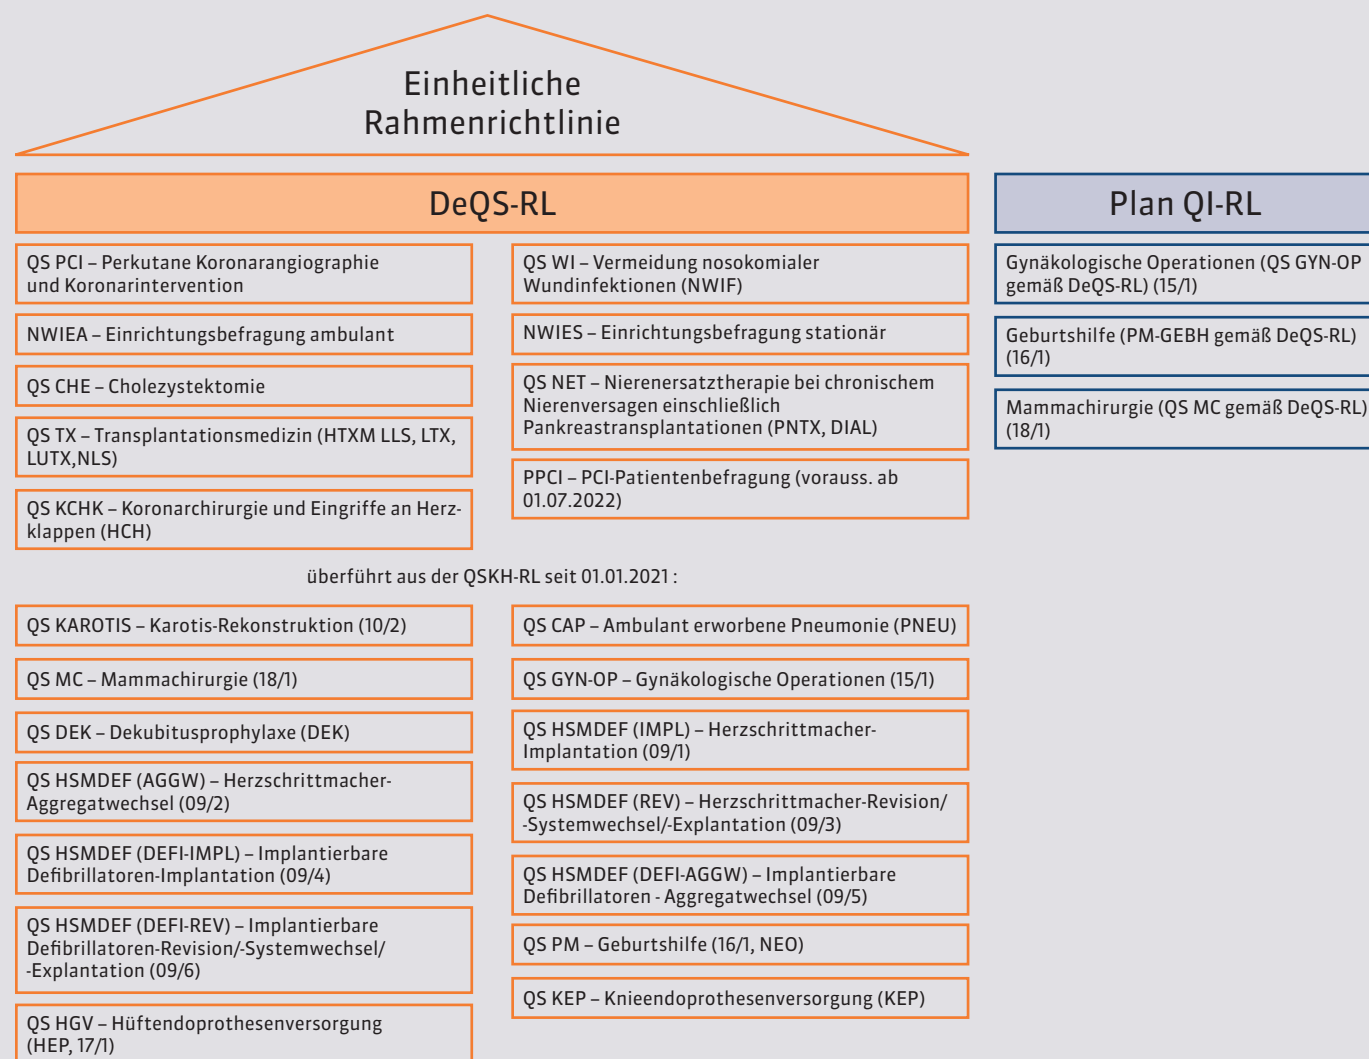 Einheitliche
Rahmenrichtlinie
DeQS-RL
QS PCI – Perkutane Koronarangiographie
und Koronarintervention
NWIEA – Einrichtungsbefragung ambulant
QS CHE – Cholezystektomie
QS TX – Transplantationsmedizin (HTXM LLS, LTX,
LUTX,NLS)
QS KCHK – Koronarchirurgie und Eingriffe an Herz-
klappen (HCH)
QS WI – Vermeidung nosokomialer
Wundinfektionen (NWIF)
NWIES – Einrichtungsbefragung stationär
QS NET – Nierenersatztherapie bei chronischem
Nierenversagen einschließlich
Pankreastransplantationen (PNTX, DIAL)
PPCI – PCI-Patientenbefragung (vorauss. ab
01.07.2022)
überführt aus der QSKH-RL seit 01.01.2021 :
QS KAROTIS – Karotis-Rekonstruktion (10/2)
QS MC – Mammachirurgie (18/1)
QS DEK – Dekubitusprophylaxe (DEK)
QS HSMDEF (AGGW) – Herzschrittmacher-
Aggregatwechsel (09/2)
QS HSMDEF (DEFI-IMPL) – Implantierbare
Defibrillatoren-Implantation (09/4)
QS HSMDEF (DEFI-REV) – Implantierbare
Defibrillatoren-Revision/-Systemwechsel/
-Explantation (09/6)
QS HGV – Hüftendoprothesenversorgung
(HEP, 17/1)
QS CAP – Ambulant erworbene Pneumonie (PNEU)
QS GYN-OP – Gynäkologische Operationen (15/1)
QS HSMDEF (IMPL) – Herzschrittmacher-
Implantation (09/1)
QS HSMDEF (REV) – Herzschrittmacher-Revision/
-Systemwechsel/-Explantation (09/3)
QS HSMDEF (DEFI-AGGW) – Implantierbare
Defibrillatoren - Aggregatwechsel (09/5)
QS PM – Geburtshilfe (16/1, NEO)
QS KEP – Knieendoprothesenversorgung (KEP)
Plan QI-RL
Gynäkologische Operationen (QS GYN-OP
gemäß DeQS-RL) (15/1)
Geburtshilfe (PM-GEBH gemäß DeQS-RL)
(16/1)
Mammachirurgie (QS MC gemäß DeQS-RL)
(18/1)